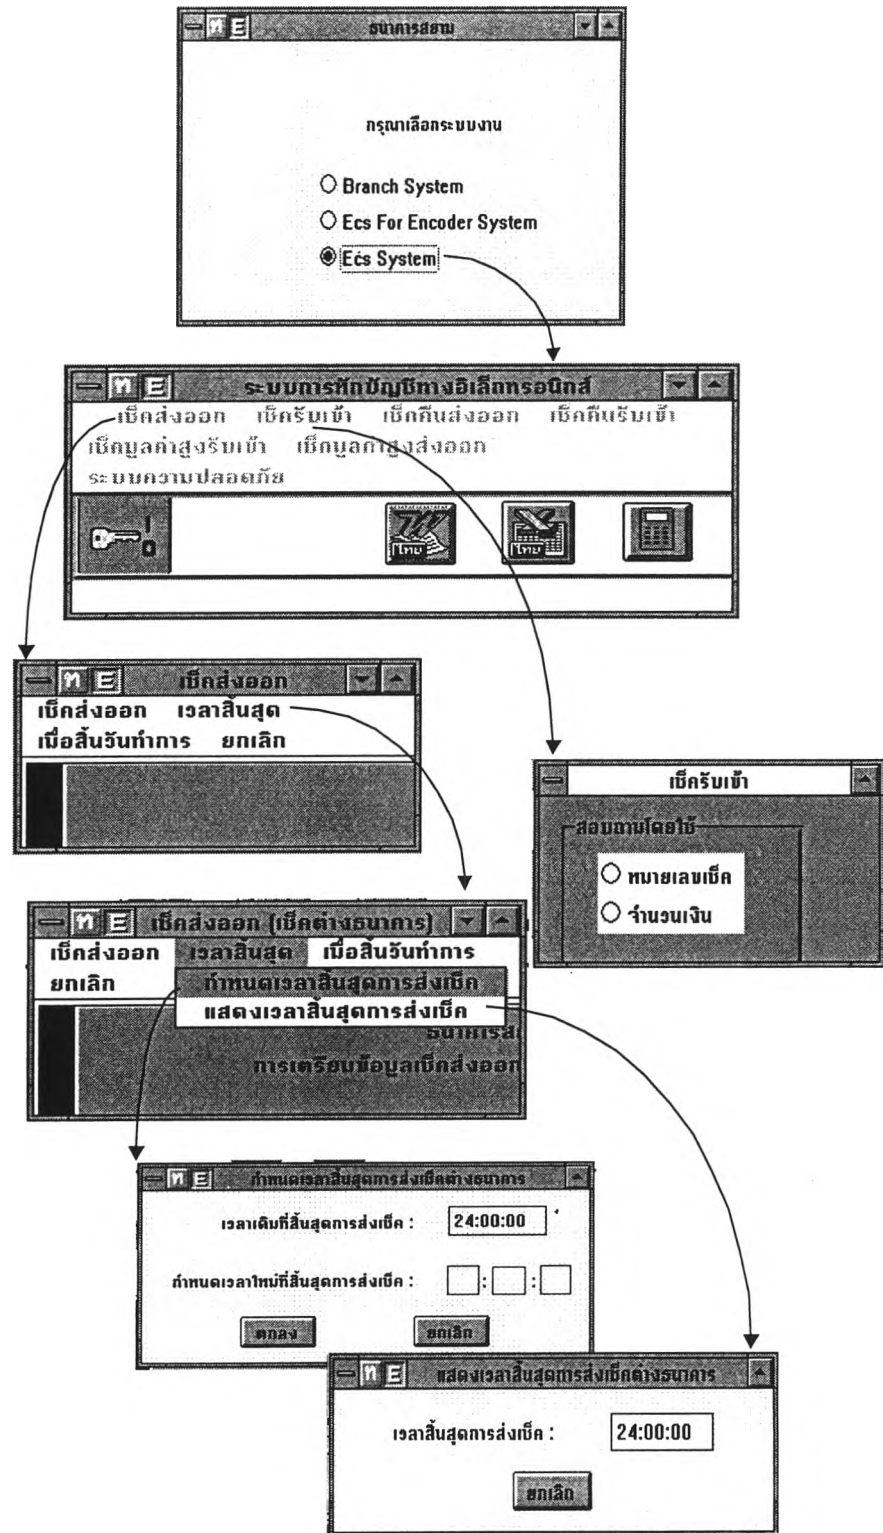 ท E ธนาคารสยาม
กรุณาเลือกระบบงาน
Branch System
Ecs For Encoder System
Ecs System
ท E ระบบการหักบัญชีทางอิเล็กทรอนิกส์
เช็คส่งออก เช็ครับเข้า เช็คคืนส่งออก เช็คคืนรับเข้า
เช็คมูลค่าสูงรับเข้า เช็คมูลค่าสูงส่งออก
ระบบความปลอดภัย
ไทย ไทย
ท E เช็คส่งออก
เช็คส่งออก เวลาสิ้นสุด
เมื่อสิ้นวันทำการ ยกเลิก
เช็ครับเข้า
สอบถามโดยใช้
หมายเลขเช็ค
จำนวนเงิน
ท E เช็คส่งออก (เช็คต่างธนาคาร)
เช็คส่งออก เวลาสิ้นสุด เมื่อสิ้นวันทำการ
ยกเลิก
กำหนดเวลาสิ้นสุดการส่งเช็ค
แสดงเวลาสิ้นสุดการส่งเช็ค
การเตรียมข้อมูลเช็คส่งออก
ท E กำหนดเวลาสิ้นสุดการส่งเช็คต่างธนาคาร
เวลาเดิมที่สิ้นสุดการส่งเช็ค : 24:00:00
กำหนดเวลาใหม่ที่สิ้นสุดการส่งเช็ค : : :
ตกลง ยกเลิก
ท E แสดงเวลาสิ้นสุดการส่งเช็คต่างธนาคาร
เวลาสิ้นสุดการส่งเช็ค : 24:00:00
ยกเลิก